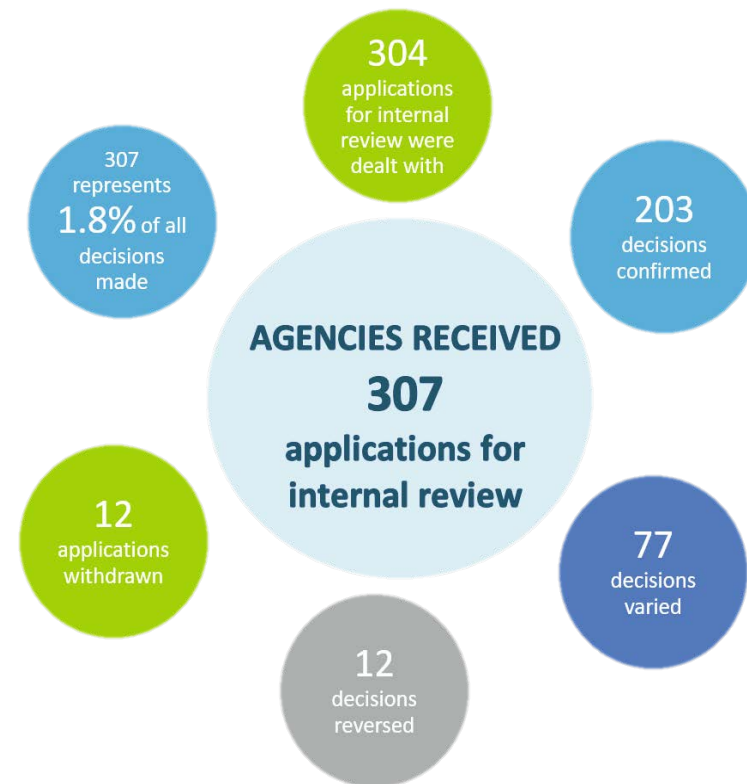 304
applications
for internal
review were
dealt with
307
represents
1.8% of all
decisions
made
203
decisions
confirmed
AGENCIES RECEIVED
307
applications for
internal review
12
applications
withdrawn
77
decisions
varied
12
decisions
reversed